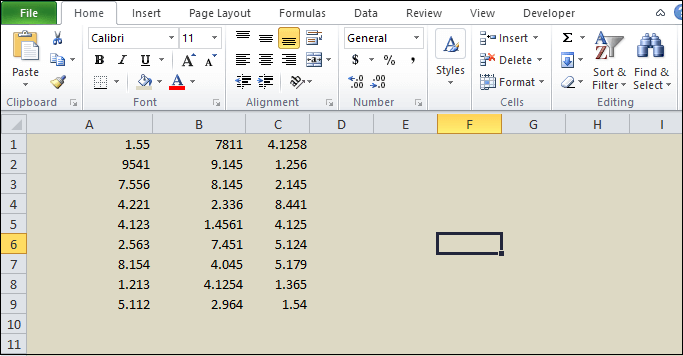 File Home Insert Page Layout Formulas Data Review View Developer
Calibri 11 General Insert Σ
Paste B I U A A $ % , Styles Delete Sort & Find &
A .00 .0 Format Filter Select
Clipboard Font Alignment Number Cells Editing
A B C D E F G H I
1 1.55 7811 4.1258
2 9541 9.145 1.256
3 7.556 8.145 2.145
4 4.221 2.336 8.441
5 4.123 1.4561 4.125
6 2.563 7.451 5.124
7 8.154 4.045 5.179
8 1.213 4.1254 1.365
9 5.112 2.964 1.54
10
11